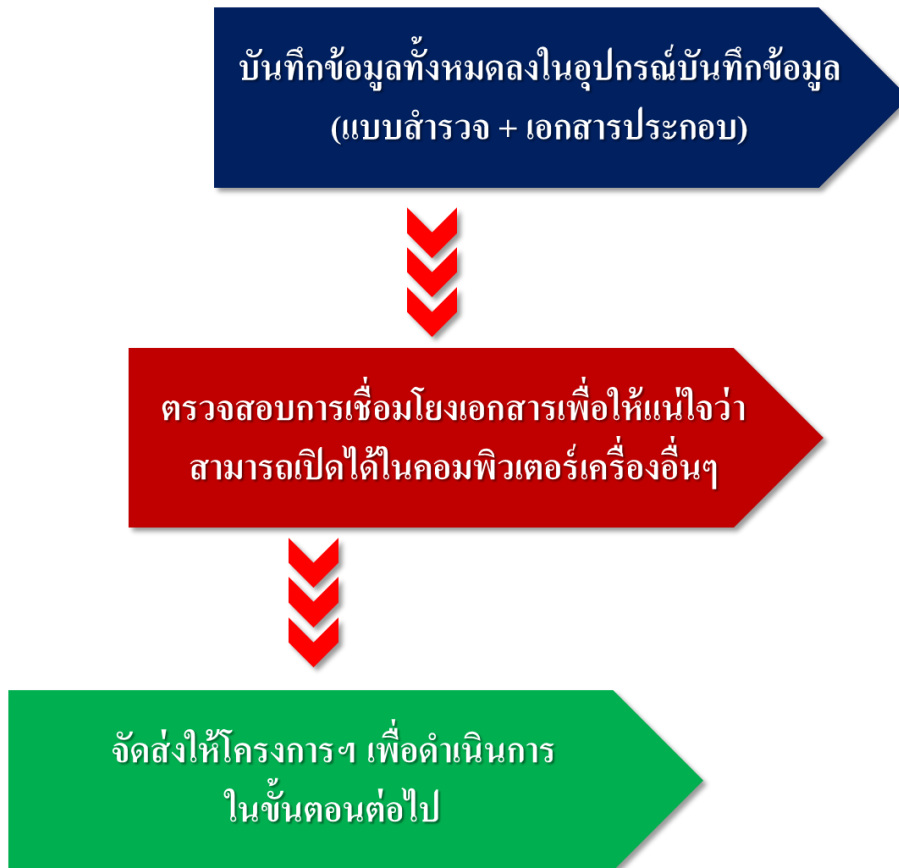 บันทึกข้อมูลทั้งหมดลงในอุปกรณ์บันทึกข้อมูล
(แบบสำรวจ + เอกสารประกอบ)
ตรวจสอบการเชื่อมโยงเอกสารเพื่อให้แน่ใจว่า
สามารถเปิดได้ในคอมพิวเตอร์เครื่องอื่นๆ
จัดส่งให้โครงการฯ เพื่อดำเนินการ
ในขั้นตอนต่อไป